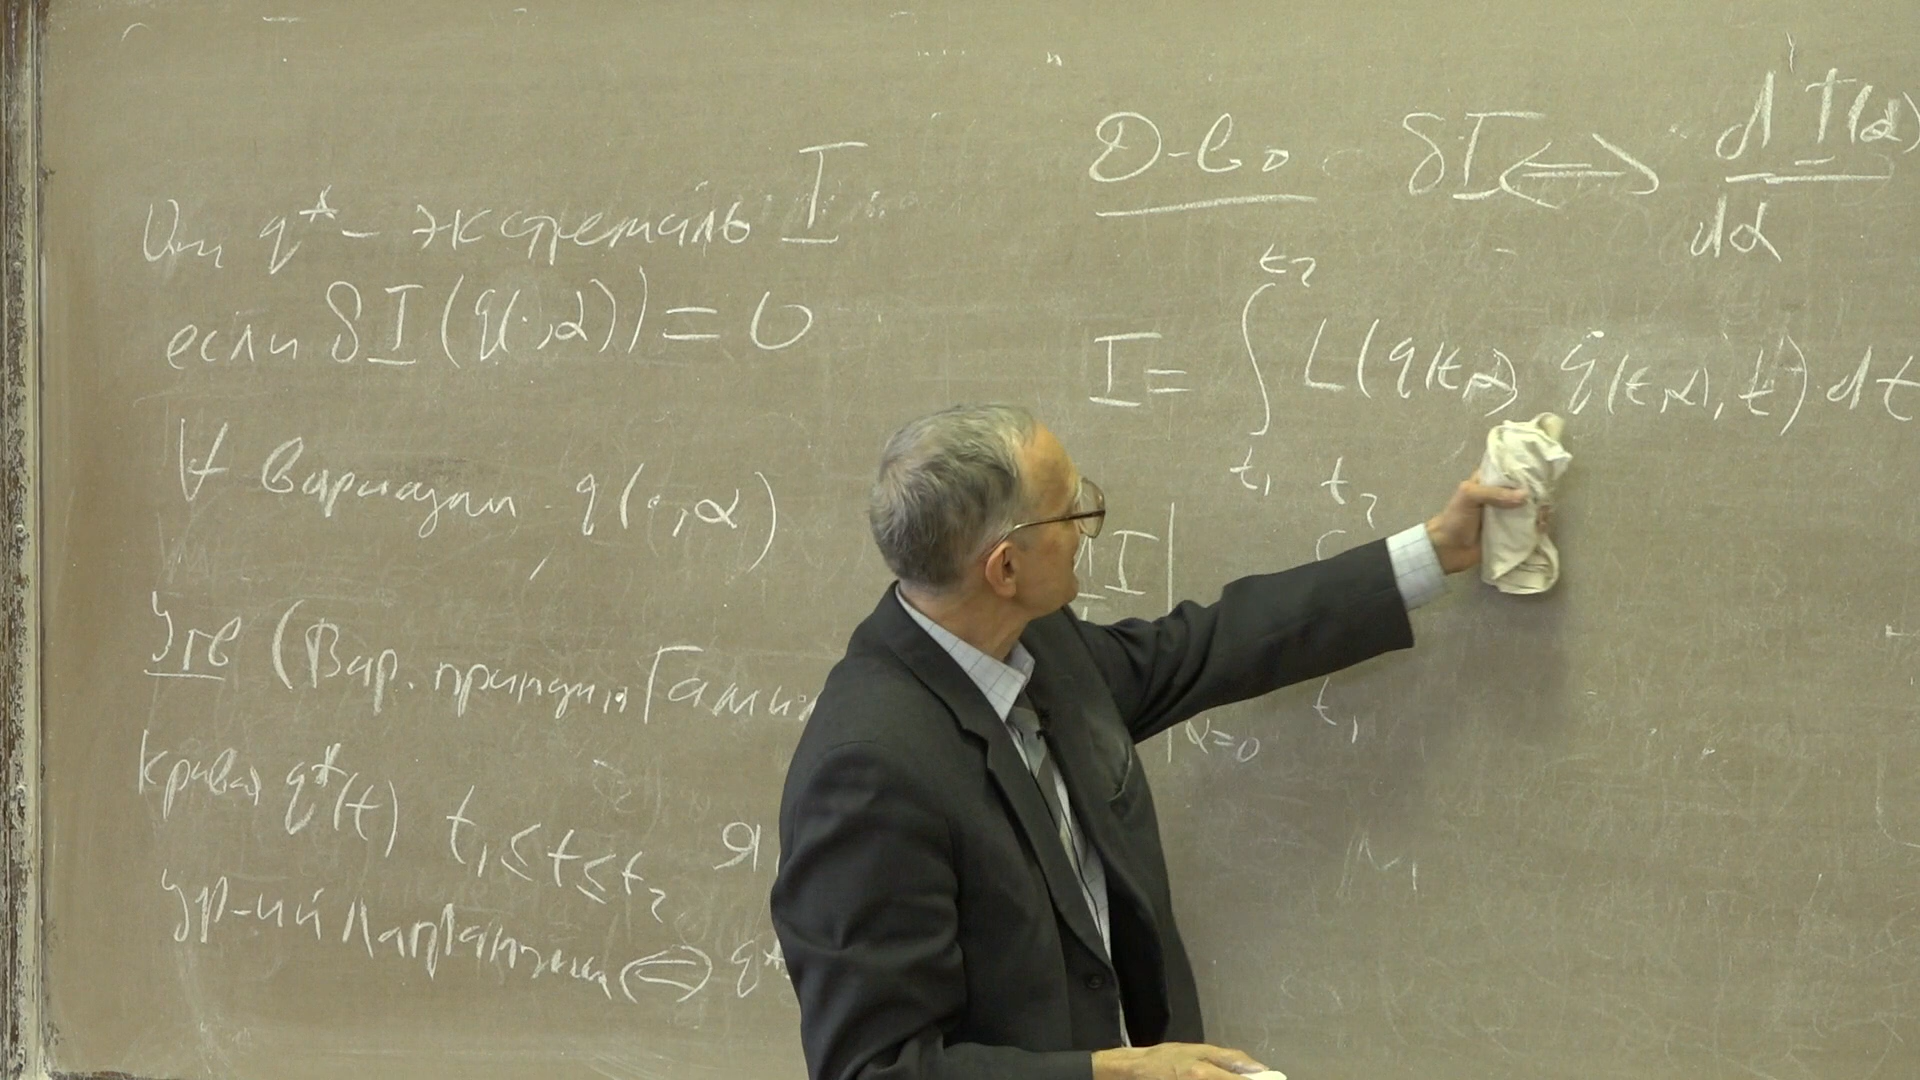 Опр q* – экстремаль I
если δI(q(·,α)) = 0
∀ вариации q(·,α)
Утв (Вар. принцип Гамил
Кривая q*(t) t₁ ≤ t ≤ t₂ я
ур-ий Лагранжа ⇔ q*
Д-во δI ⇔ dI(α)
dα
t₂
I = ∫ L(q(t,α), q̇(t,α), t) dt
t₁
t₂
I|
t₁
α=0